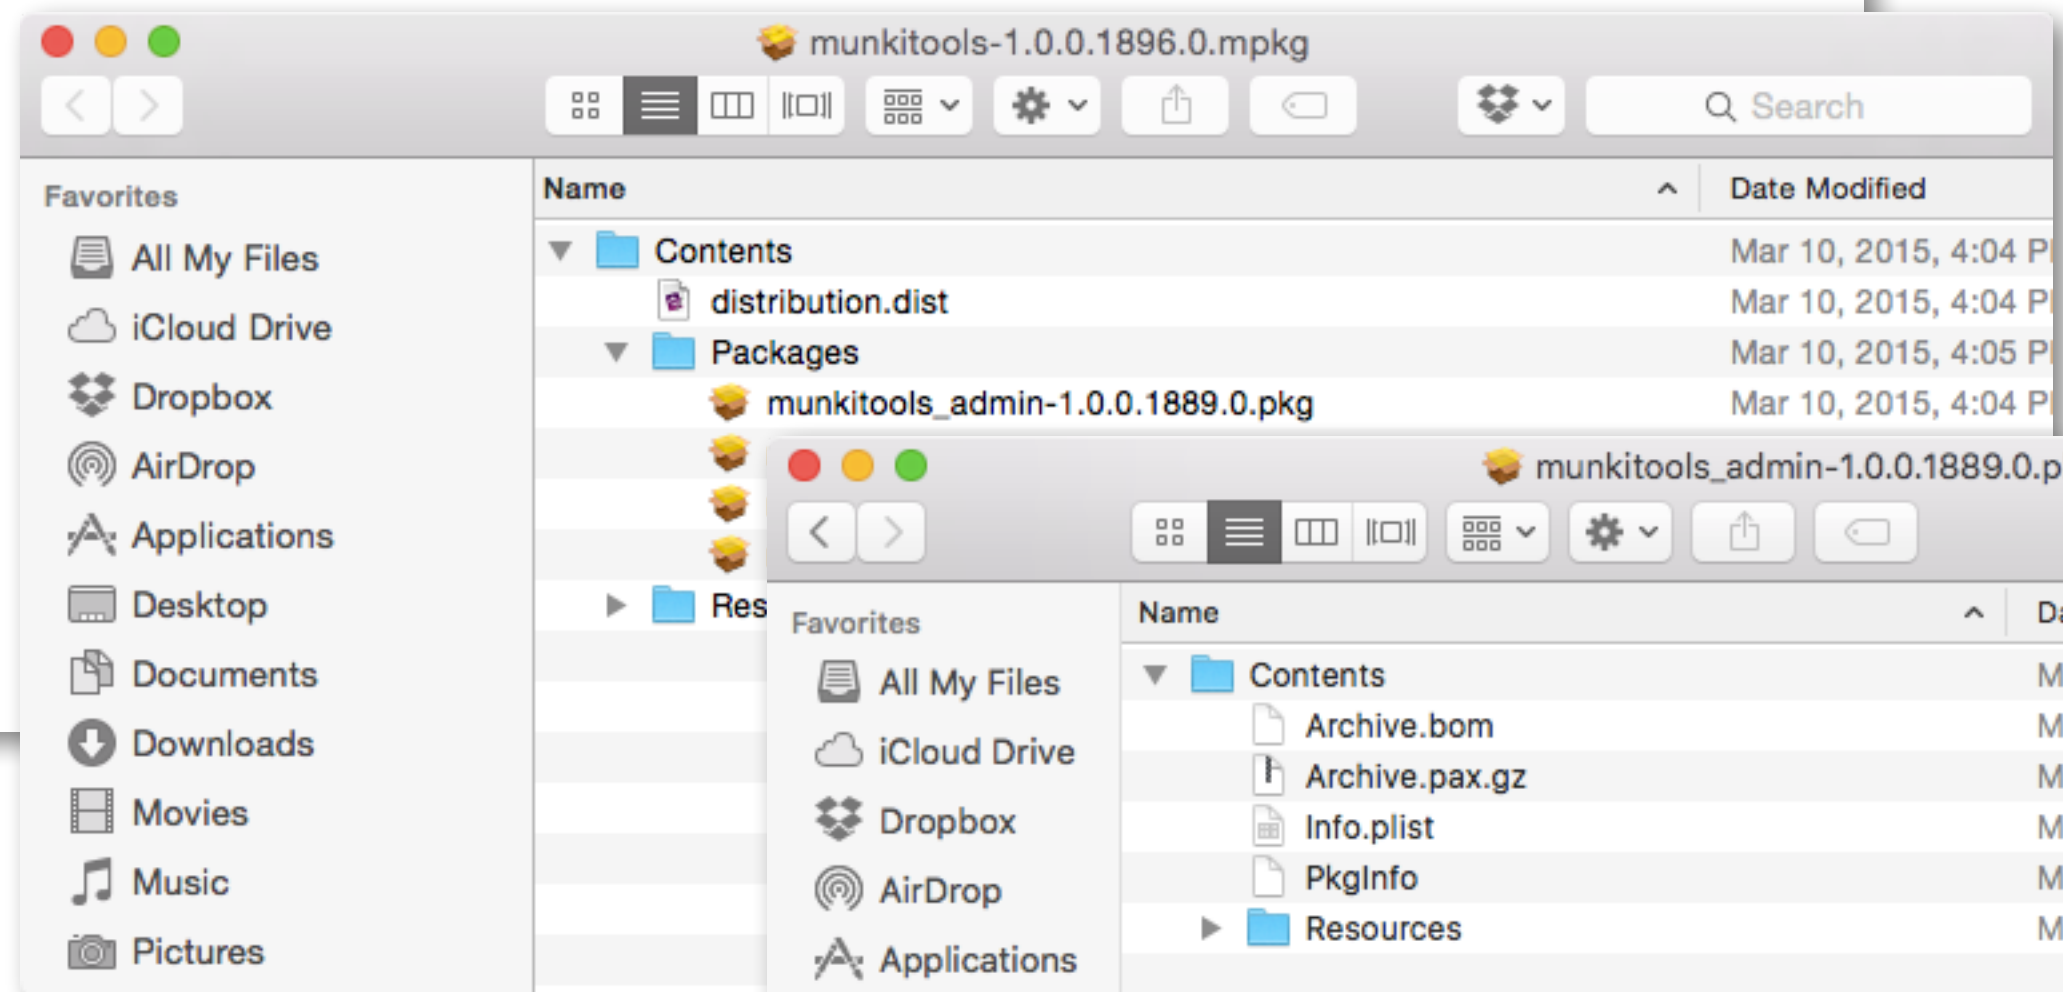 munkitools-1.0.0.1896.0.mpkg
Search
Favorites
All My Files
iCloud Drive
Dropbox
AirDrop
Applications
Desktop
Documents
Downloads
Movies
Music
Pictures
Name Date Modified
Contents Mar 10, 2015, 4:04 P
distribution.dist Mar 10, 2015, 4:04 P
Packages Mar 10, 2015, 4:05 P
munkitools_admin-1.0.0.1889.0.pkg Mar 10, 2015, 4:04 P
Res
munkitools_admin-1.0.0.1889.0.p
Favorites
All My Files
iCloud Drive
Dropbox
AirDrop
Applications
Name Da
Contents M
Archive.bom M
Archive.pax.gz M
Info.plist M
PkgInfo M
Resources M